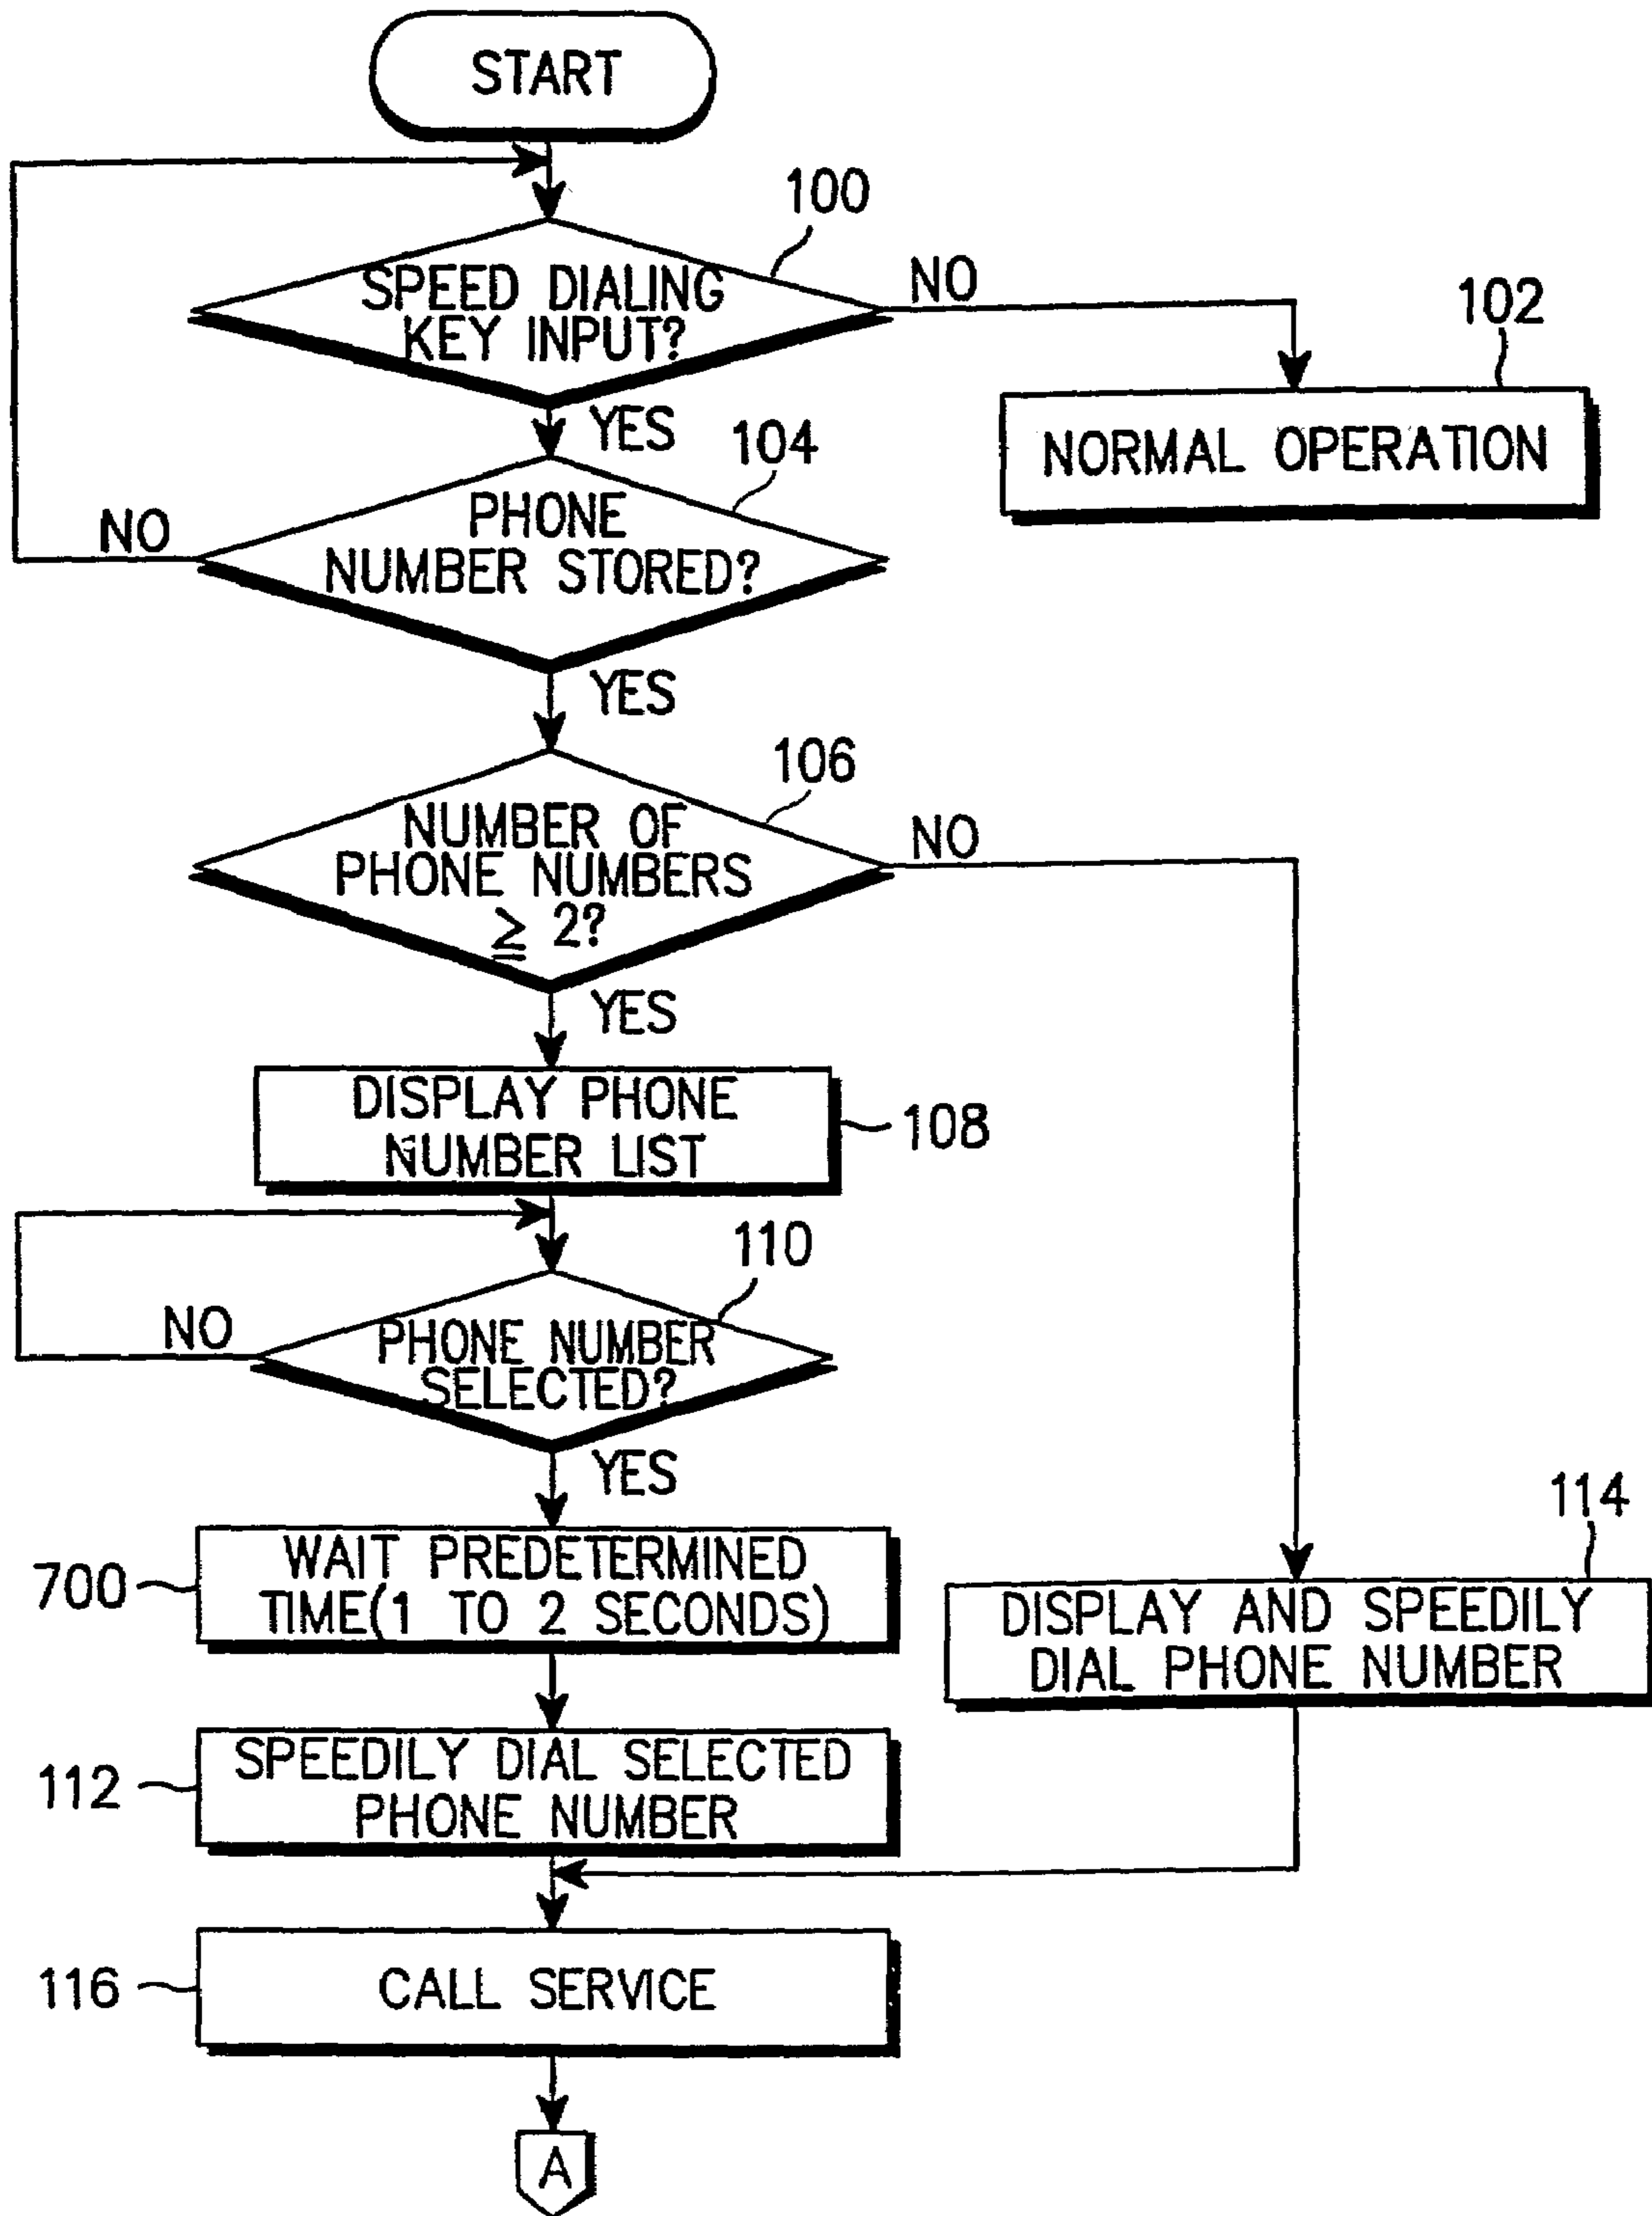 START
100
SPEED DIALING
KEY INPUT?
NO
102
NORMAL OPERATION
YES
104
PHONE
NUMBER STORED?
NO
YES
106
NUMBER OF
PHONE NUMBERS
≧ 2?
NO
YES
DISPLAY PHONE
NUMBER LIST
108
110
PHONE NUMBER
SELECTED?
NO
YES
700
WAIT PREDETERMINED
TIME(1 TO 2 SECONDS)
114
DISPLAY AND SPEEDILY
DIAL PHONE NUMBER
112
SPEEDILY DIAL SELECTED
PHONE NUMBER
116
CALL SERVICE
A